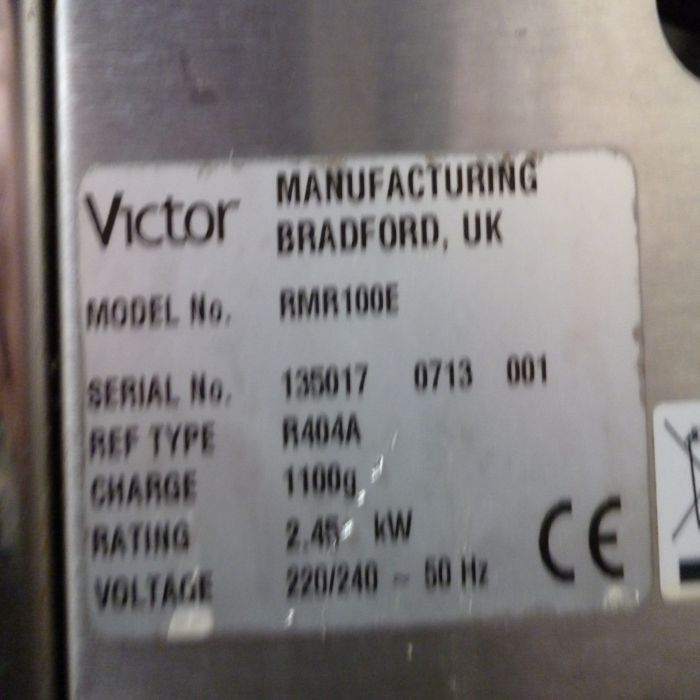 Victor MANUFACTURING
BRADFORD, UK
MODEL No. RMR100E
SERIAL No. 135017 0713 001
REF TYPE R404A
CHARGE 1100g
RATING 2.45 kW
VOLTAGE 220/240 ~ 50 Hz
CE